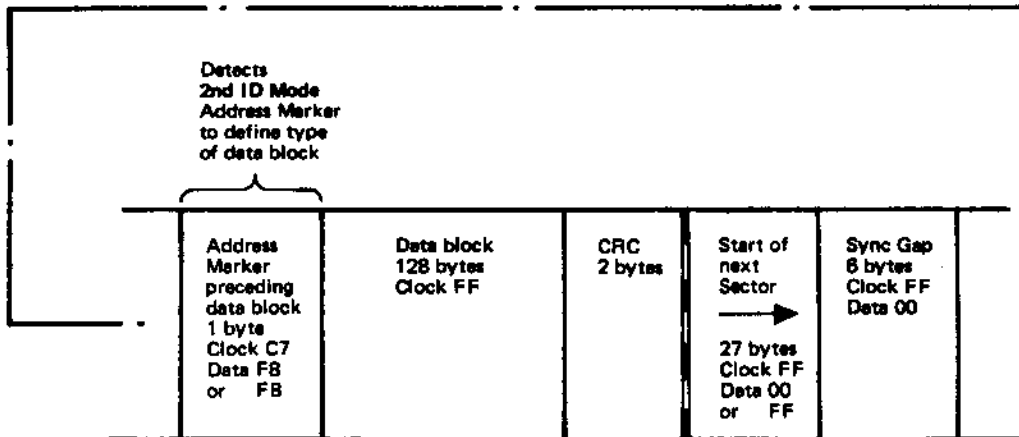 Detects
2nd ID Mode
Address Marker
to define type
of data block
Address
Marker
preceding
data block
1 byte
Clock C7
Data F8
or FB
Data block
128 bytes
Clock FF
CRC
2 bytes
Start of
next
Sector
27 bytes
Clock FF
Data 00
or FF
Sync Gap
6 bytes
Clock FF
Data 00